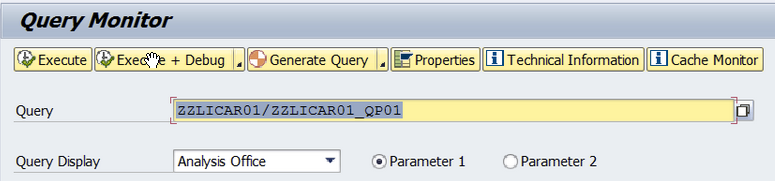 Query Monitor
Execute Execute + Debug Generate Query Properties Technical Information Cache Monitor
Query ZZLICAR01/ZZLICAR01_QP01
Query Display Analysis Office Parameter 1 Parameter 2